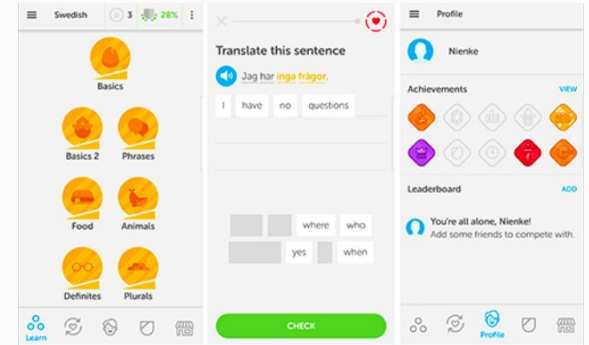 Swedish 3 28%
Basics
Basics 2 Phrases
Food Animals
Definites Plurals
Learn
Translate this sentence
Jag har inga frågor.
I have no questions
where who
yes when
CHECK
Profile
Nienke
Achievements VIEW
Leaderboard ADD
You're all alone, Nienke!
Add some friends to compete with.
Profile